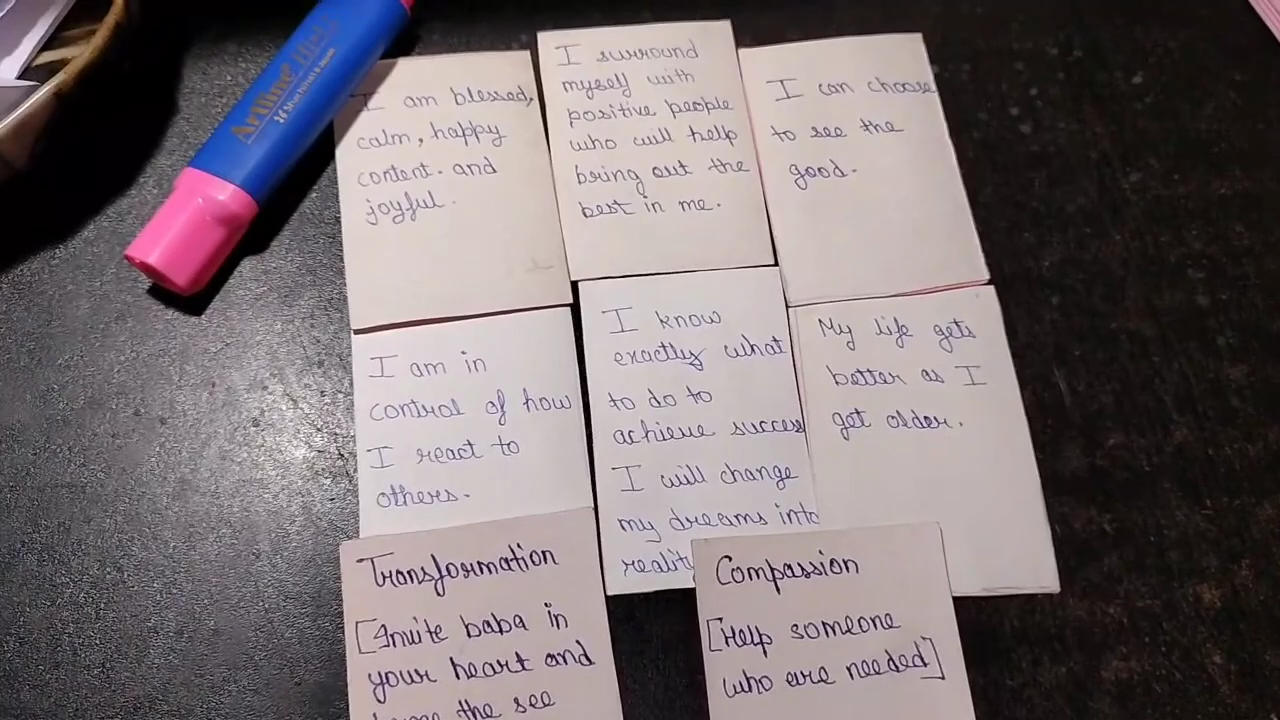 Artline
I am blessed,
calm, happy
content. and
joyful.
I surround
myself with
positive people
who will help
bring out the
best in me.
I can choose
to see the
good.
I am in
control of how
I react to
others.
I know
exactly what
to do to
achieve success
I will change
my dreams into
reality
My life gets
better as I
get older.
Transformation
[Invite baba in
your heart and
the see
Compassion
[Help someone
who are needed]